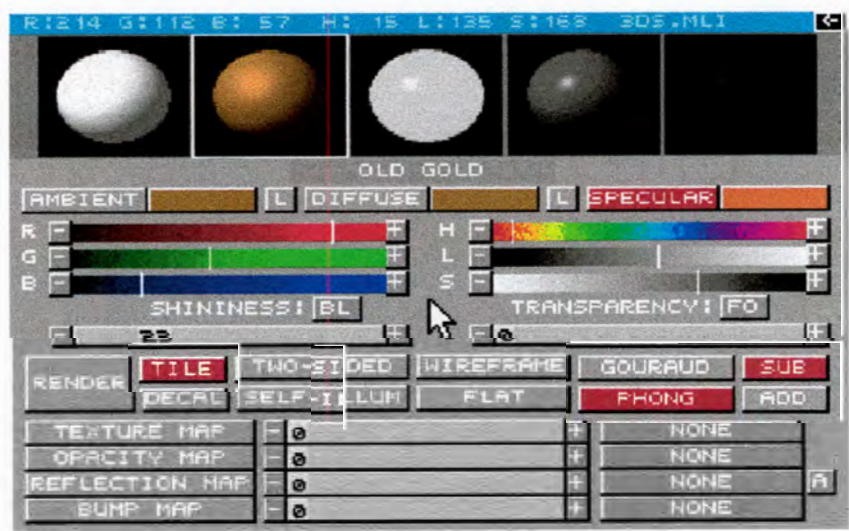 R:214 G:112 B: 57 H: 15 L:135 S:168 3DS.MLI
OLD GOLD
AMBIENT L DIFFUSE L SPECULAR
R - + H - +
G - + L - +
B - + S - +
SHININESS: BL TRANSPARENCY: FO
- 23 + - 0 +
RENDER TILE TWO-SIDED WIREFRAME GOURAUD SUB
DECAL SELF-ILLUM FLAT PHONG ADD
TEXTURE MAP - 0 + NONE
OPACITY MAP - 0 + NONE
REFLECTION MAP - 0 + NONE A
BUMP MAP - 0 + NONE